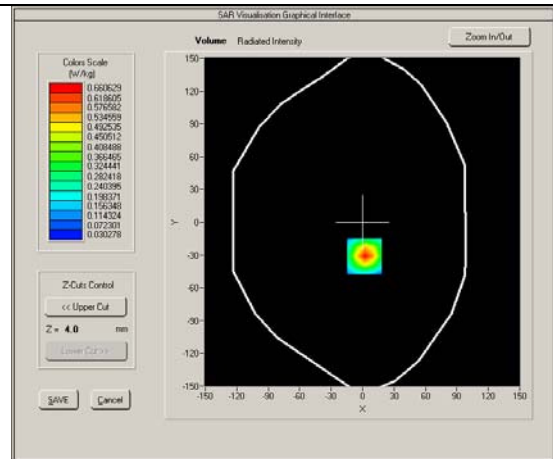 SAR Visualisation Graphical Interface
Volume Radiated Intensity
Zoom In/Out
Colors Scale
(W/kg)
0.660629
0.618605
0.576582
0.534559
0.492535
0.450512
0.408488
0.366465
0.324441
0.282418
0.240395
0.198371
0.156348
0.114324
0.072301
0.030278
Z-Cuts Control
<< Upper Cut
Z = 4.0 mm
Lower Cut >>
SAVE
Cancel
150
120
90
60
30
0
-30
-60
-90
-120
-150
Y
-150 -120 -90 -60 -30 0 30 60 90 120 150
X